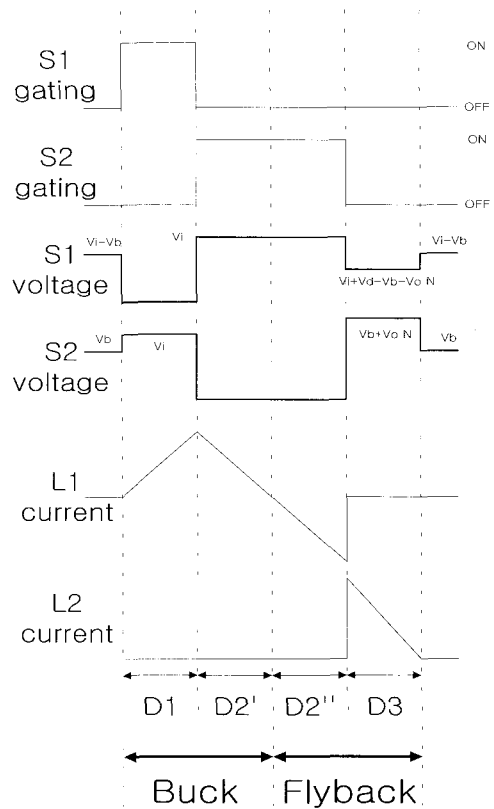 S1
gating
ON
OFF
S2
gating
ON
OFF
Vi-Vb
Vi
Vi-Vb
S1
voltage
Vi+Vd-Vb-Vo N
Vb
Vi
Vb+Vo N
Vb
S2
voltage
L1
current
L2
current
D1 D2' D2'' D3
Buck Flyback